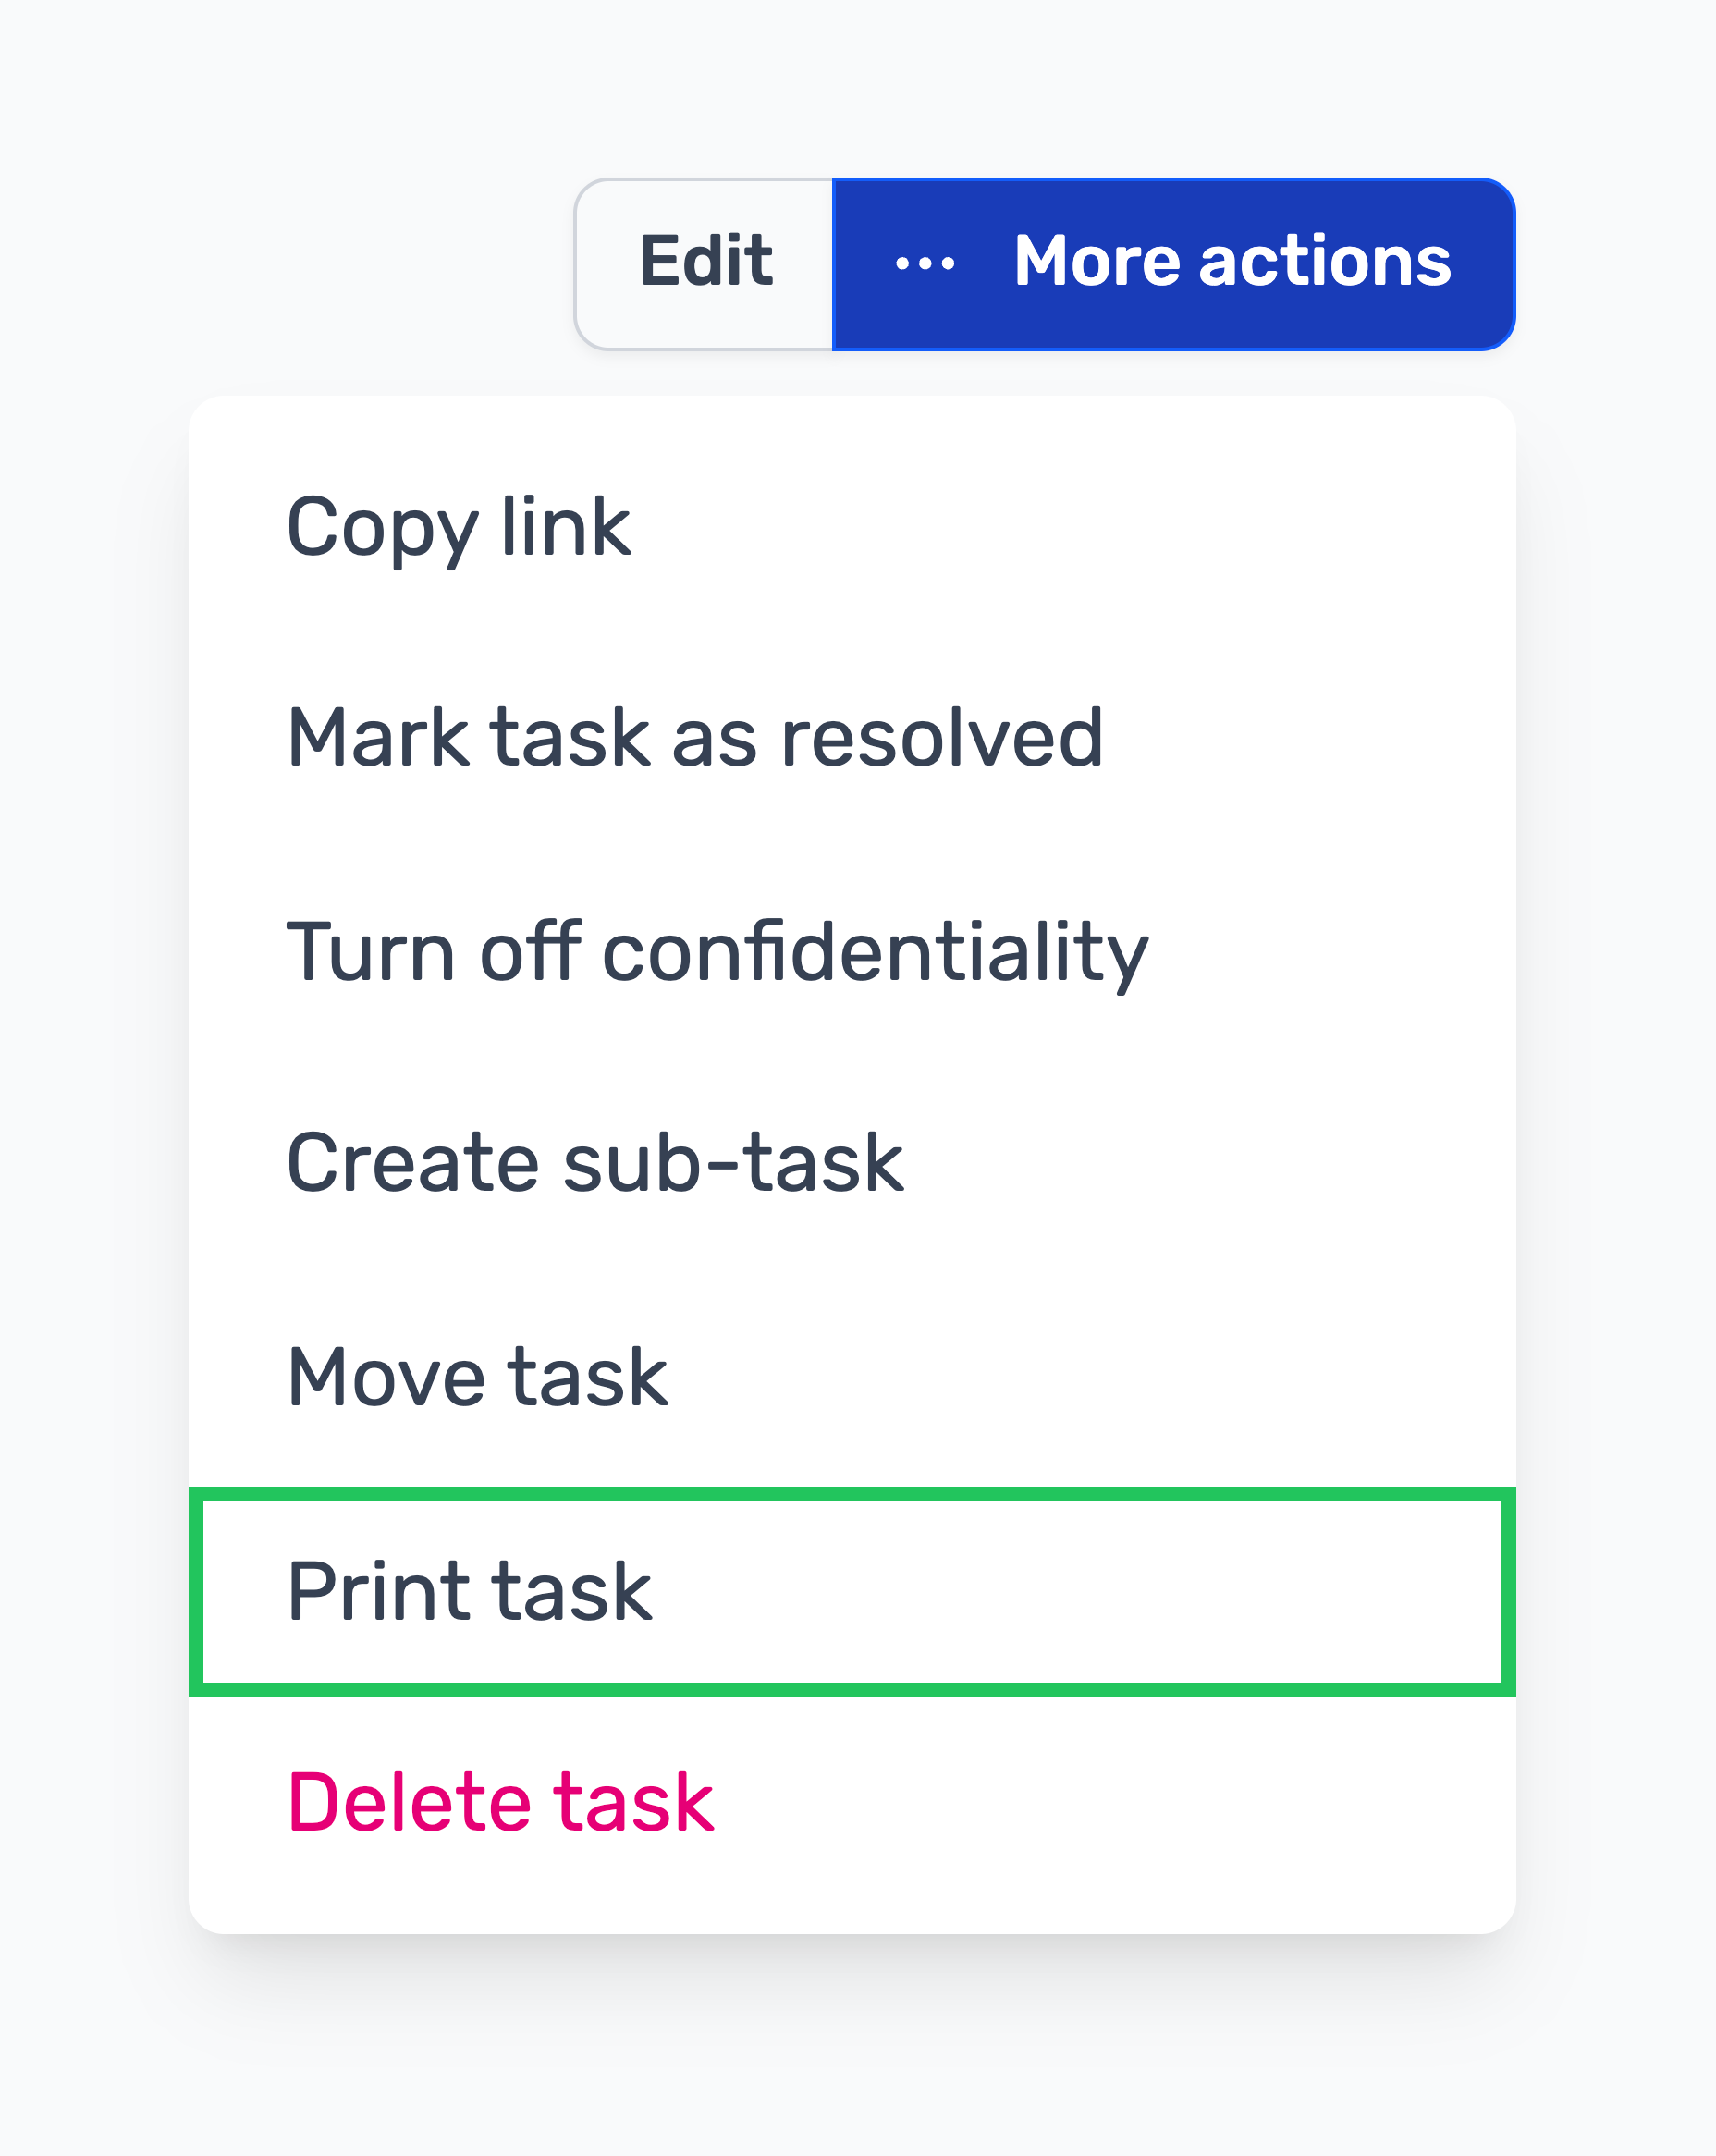 Edit
••• More actions
Copy link
Mark task as resolved
Turn off confidentiality
Create sub-task
Move task
Print task
Delete task